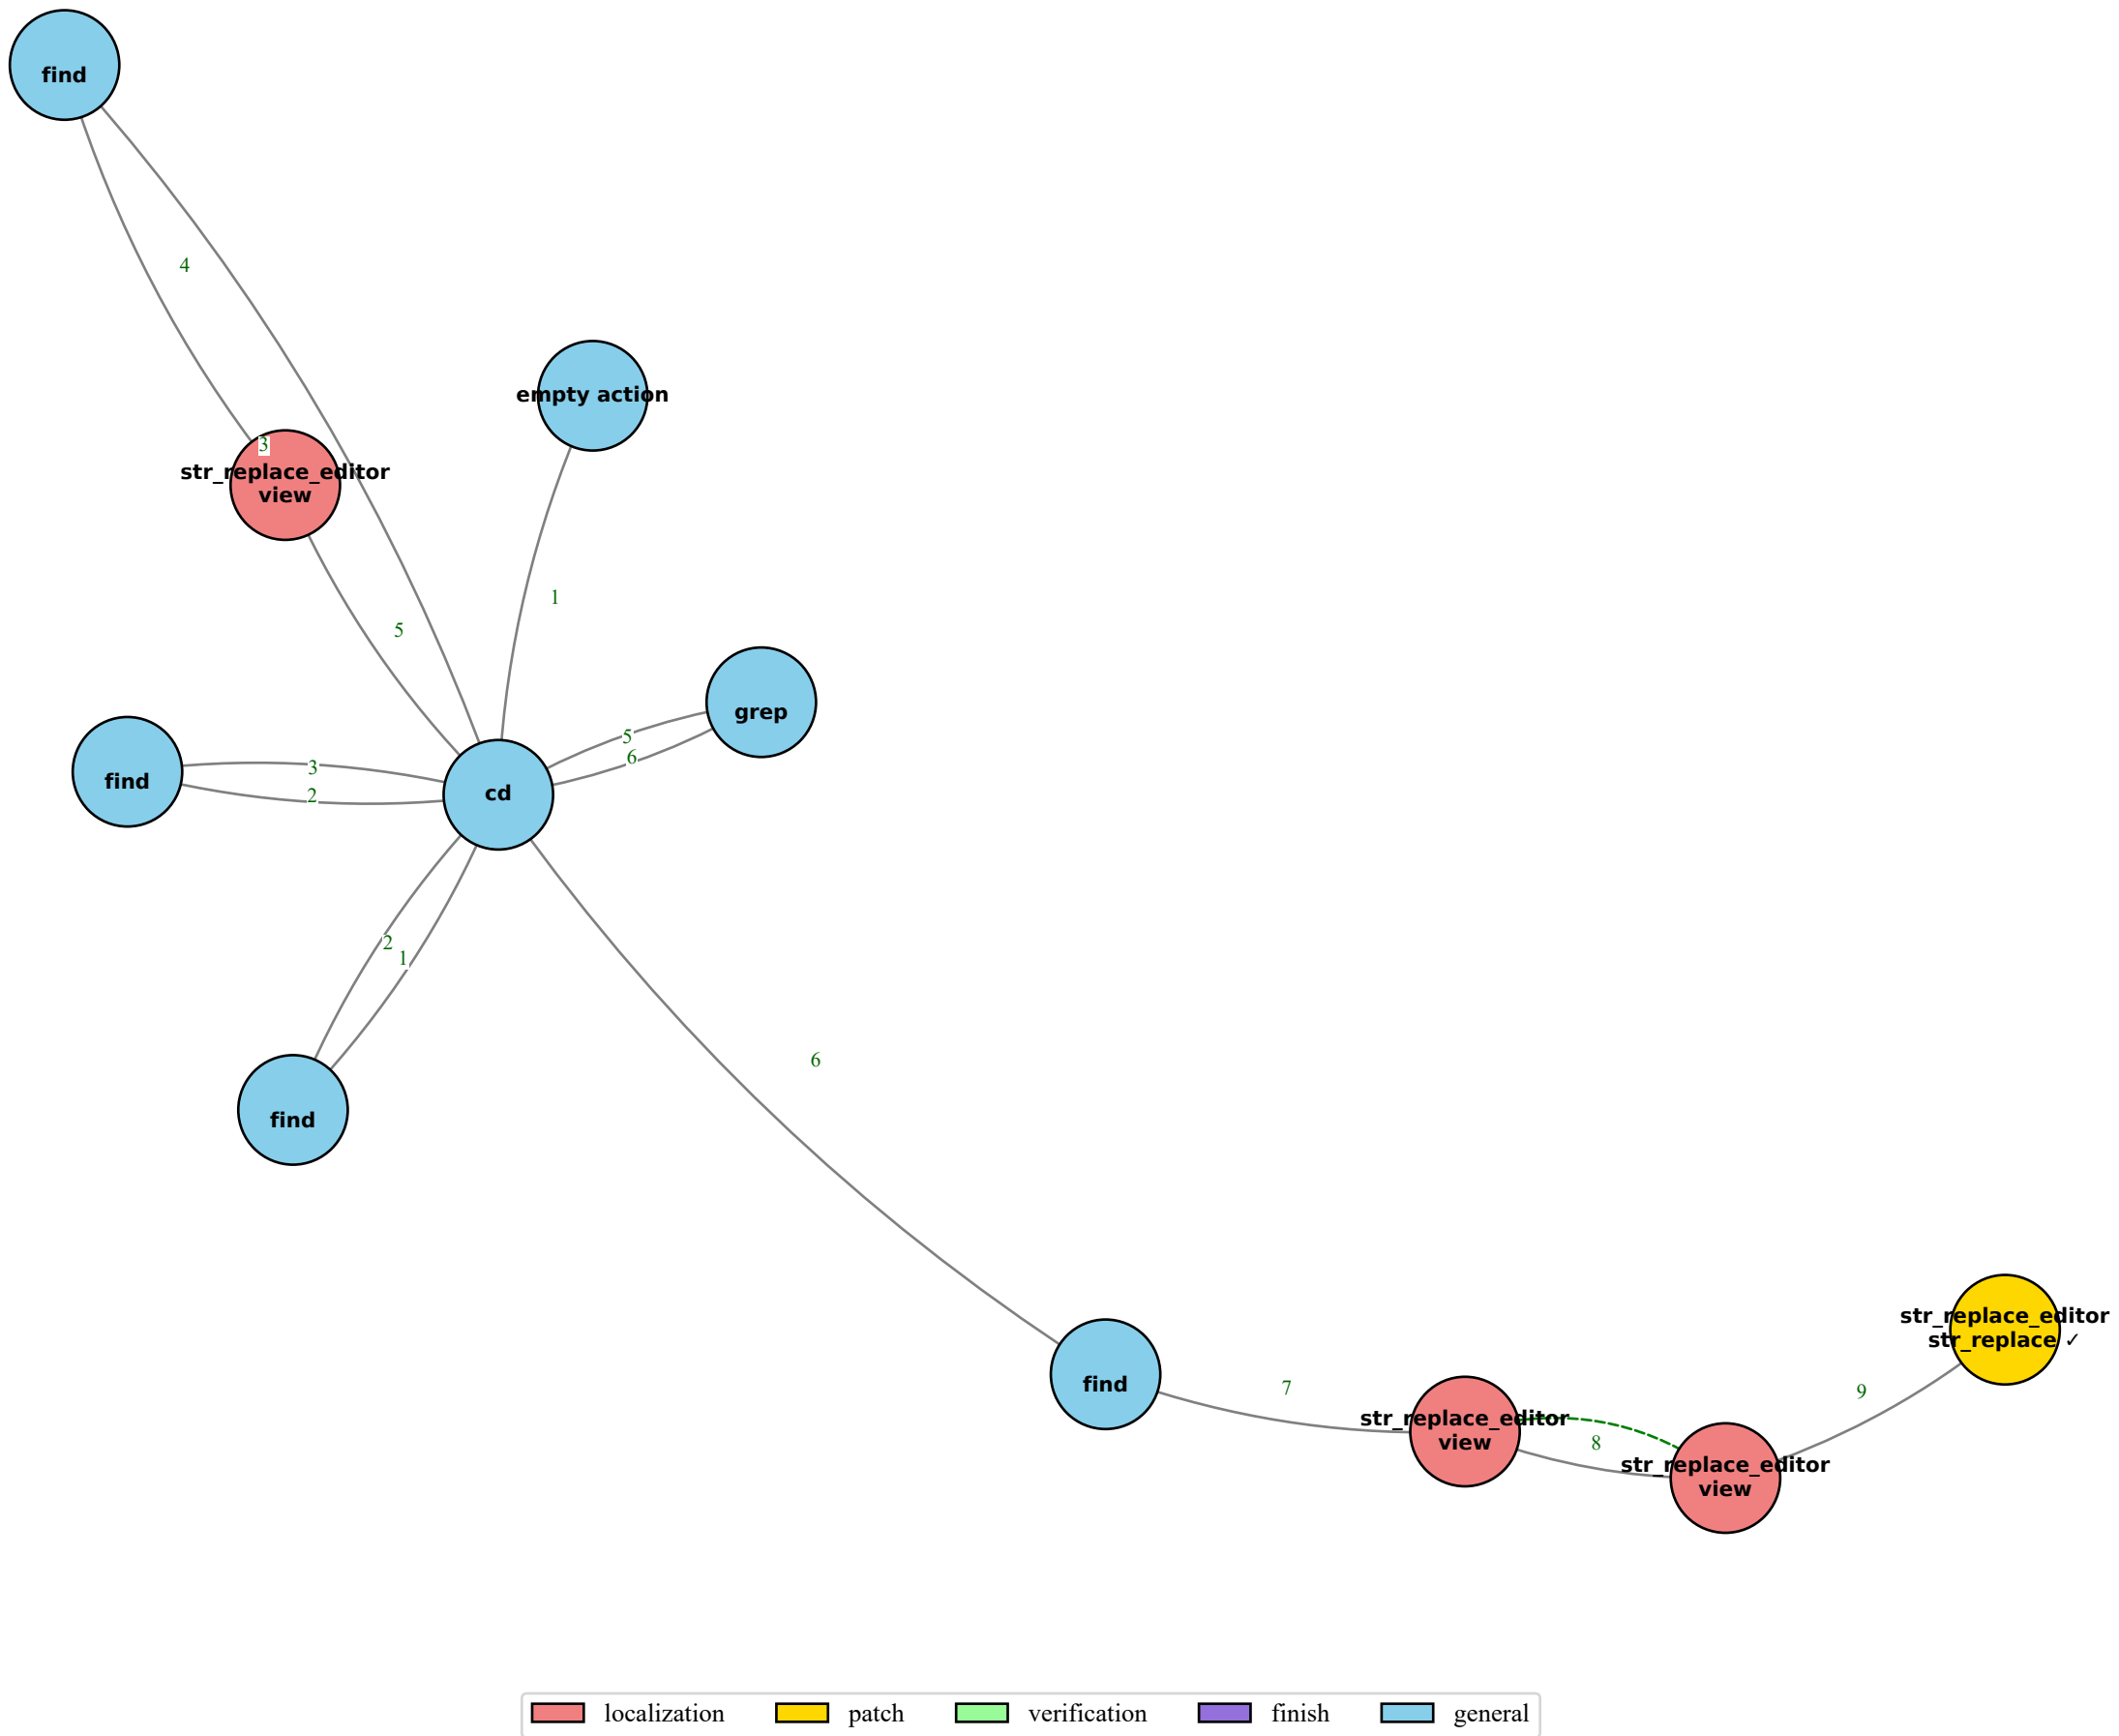 find
4
empty action
3
str_replace_editor
view
1
5
grep
5
6
3
find
cd
2
2
1
6
find
str_replace_editor
str_replace ✓
find
7
9
str_replace_editor
view
8
str_replace_editor
view
localization
patch
verification
finish
general